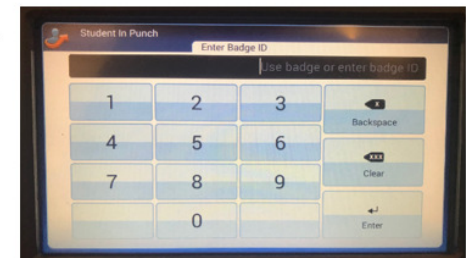 Student In Punch
Enter Badge ID
Use badge or enter badge ID
1 2 3
Backspace
4 5 6
Clear
7 8 9
0
Enter